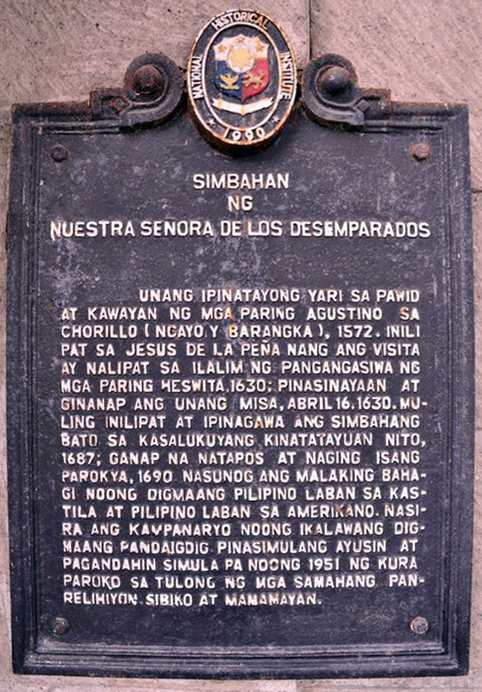 NATIONAL HISTORICAL INSTITUTE
1990
SIMBAHAN
NG
NUESTRA SEÑORA DE LOS DESEMPARADOS
UNANG IPINATAYONG YARI SA PAWID
AT KAWAYAN NG MGA PARING AGUSTINO SA
CHORILLO (NGAYO'Y BARANGKA), 1572. INILI
PAT SA JESUS DE LA PEÑA NANG ANG VISITA
AY NALIPAT SA ILALIM NG PANGANGASIWA NG
MGA PARING HESWITA,1630; PINASINAYAAN AT
GINANAP ANG UNANG MISA, ABRIL 16,1630. MU-
LING INILIPAT AT IPINAGAWA ANG SIMBAHANG
BATO SA KASALUKUYANG KINATATAYUAN NITO,
1687; GANAP NA NATAPOS AT NAGING ISANG
PAROKYA, 1690. NASUNOG ANG MALAKING BAHA-
GI NOONG DIGMAANG PILIPINO LABAN SA KAS-
TILA AT PILIPINO LABAN SA AMERIKANO. NASI-
RA ANG KAMPANARYO NOONG IKALAWANG DIG-
MAANG PANDAIGDIG. PINASIMULANG AYUSIN AT
PAGANDAHIN SIMULA PA NOONG 1951 NG KURA
PAROKO SA TULONG NG MGA SAMAHANG PAN-
RELIHIYON, SIBIKO AT MAMAMAYAN.